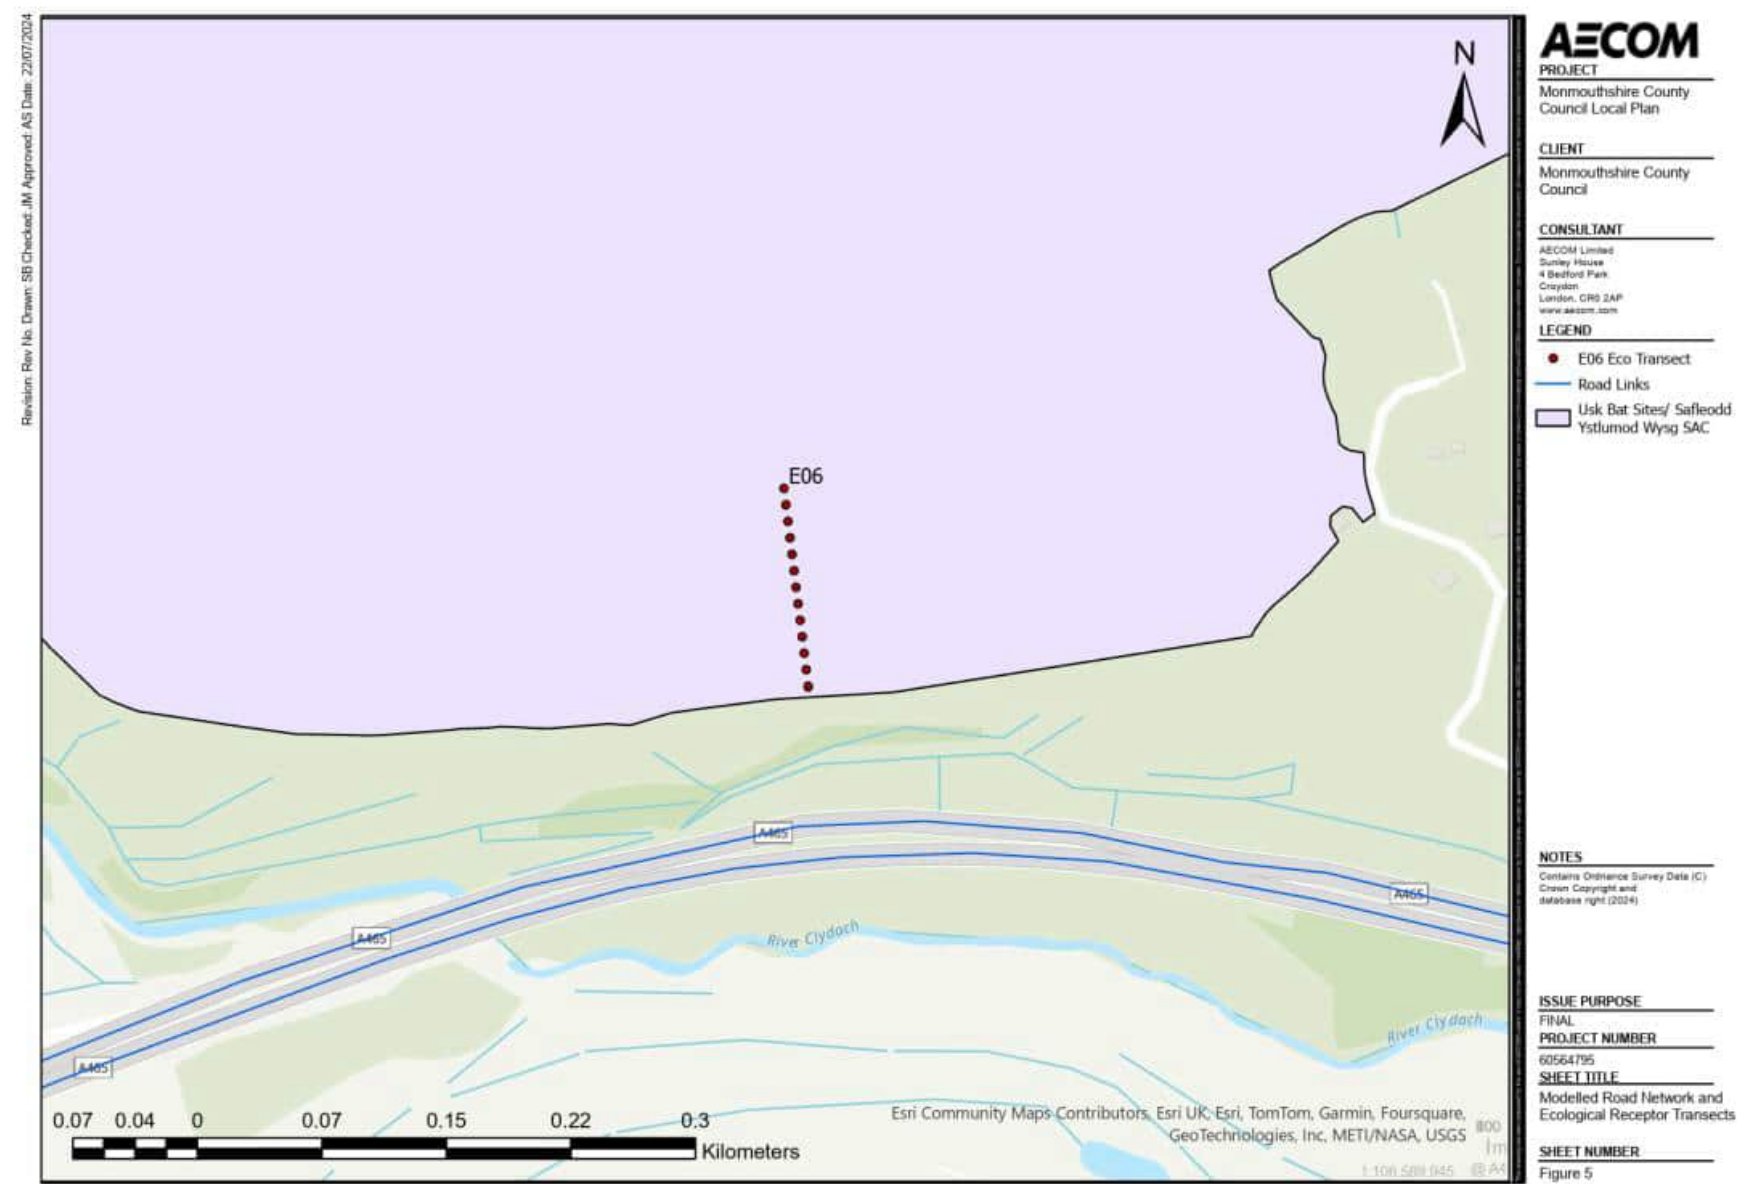 Revision: Rev No. Drawn: SB Checked: JM Approved: AS Date: 22/07/2024
N
E06
A465
A465
A465
A465
River Clydach
River Clydach
0.07 0.04 0 0.07 0.15 0.22 0.3
Kilometers
Esri Community Maps Contributors, Esri UK, Esri, TomTom, Garmin, Foursquare,
GeoTechnologies, Inc, METI/NASA, USGS
AECOM
PROJECT
Monmouthshire County
Council Local Plan
CLIENT
Monmouthshire County
Council
CONSULTANT
AECOM Limited
Sunley House
4 Bedford Park
Croydon
London, CR0 2AP
www.aecom.com
LEGEND
E06 Eco Transect
Road Links
Usk Bat Sites/ Safleodd
Ystlumod Wysg SAC
NOTES
Contains Ordnance Survey Data (C)
Crown Copyright and
database right (2024)
ISSUE PURPOSE
FINAL
PROJECT NUMBER
60564795
SHEET TITLE
Modelled Road Network and
Ecological Receptor Transects
SHEET NUMBER
Figure 5